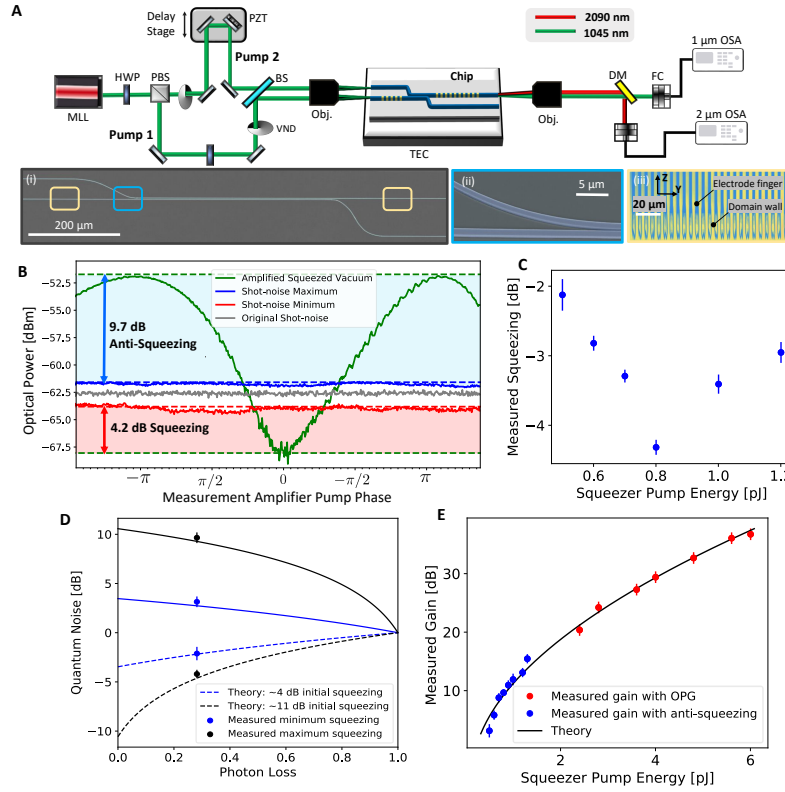 A
Delay
Stage
PZT
2090 nm
1045 nm
Pump 2
1 μm OSA
HWP
PBS
BS
Chip
DM
FC
MLL
Obj.
Obj.
VND
Pump 1
2 μm OSA
TEC
(i)
200 μm
(ii)
5 μm
(iii)
Z
Y
Electrode finger
20 μm
Domain wall
B
Optical Power [dBm]
−52.5
−55.0
−57.5
−60.0
−62.5
−65.0
−67.5
Amplified Squeezed Vacuum
Shot-noise Maximum
Shot-noise Minimum
Original Shot-noise
9.7 dB
Anti-Squeezing
4.2 dB Squeezing
−π
π/2
0
−π/2
π
Measurement Amplifier Pump Phase
C
Measured Squeezing [dB]
−2
−3
−4
0.6
0.8
1.0
1.2
Squeezer Pump Energy [pJ]
D
Quantum Noise [dB]
10
5
0
−5
−10
Theory: ~4 dB initial squeezing
Theory: ~11 dB initial squeezing
Measured minimum squeezing
Measured maximum squeezing
0.0
0.2
0.4
0.6
0.8
1.0
Photon Loss
E
Measured Gain [dB]
30
20
10
Measured gain with OPG
Measured gain with anti-squeezing
Theory
2
4
6
Squeezer Pump Energy [pJ]